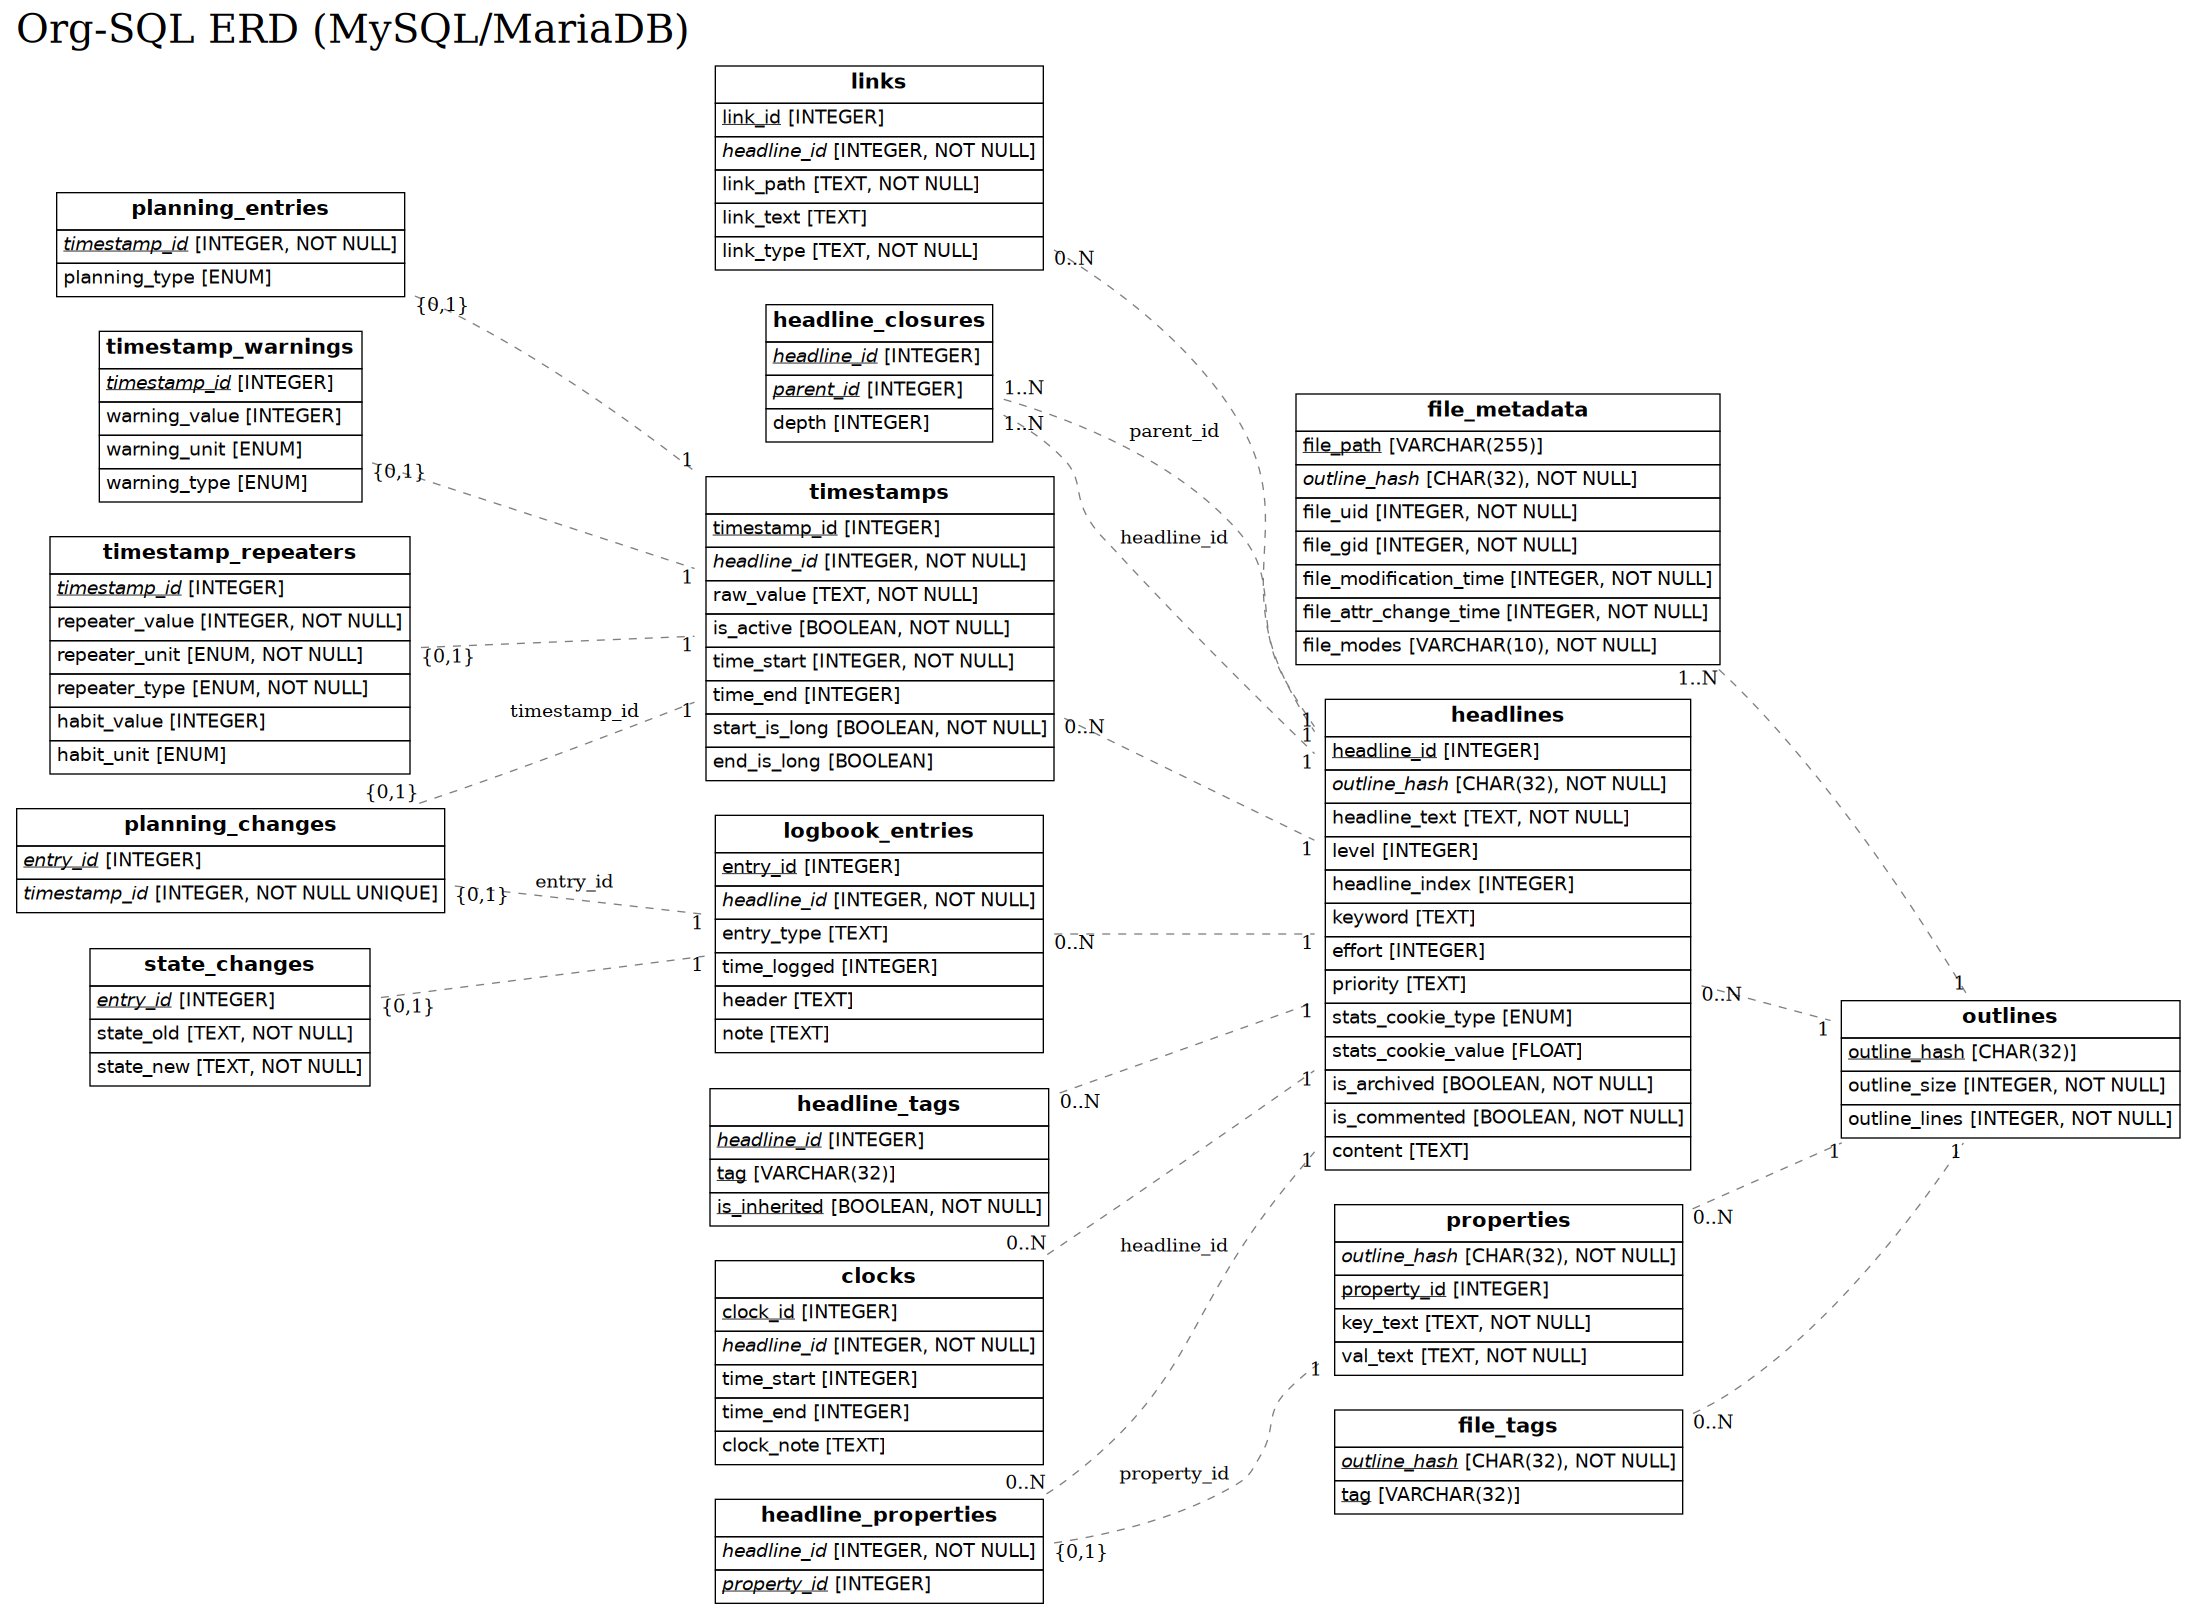 Org-SQL ERD (MySQL/MariaDB)
links
link_id [INTEGER]
headline_id [INTEGER, NOT NULL]
link_path [TEXT, NOT NULL]
link_text [TEXT]
link_type [TEXT, NOT NULL]
0..N
planning_entries
timestamp_id [INTEGER, NOT NULL]
planning_type [ENUM]
{0,1}
1
timestamp_warnings
timestamp_id [INTEGER]
warning_value [INTEGER]
warning_unit [ENUM]
warning_type [ENUM]
{0,1}
1
timestamp_repeaters
timestamp_id [INTEGER]
repeater_value [INTEGER, NOT NULL]
repeater_unit [ENUM, NOT NULL]
repeater_type [ENUM, NOT NULL]
habit_value [INTEGER]
habit_unit [ENUM]
{0,1}
1
timestamp_id
1
{0,1}
planning_changes
entry_id [INTEGER]
timestamp_id [INTEGER, NOT NULL UNIQUE]
entry_id
{0,1}
1
state_changes
entry_id [INTEGER]
state_old [TEXT, NOT NULL]
state_new [TEXT, NOT NULL]
{0,1}
1
headline_closures
headline_id [INTEGER]
parent_id [INTEGER]
depth [INTEGER]
1..N
1..N
parent_id
headline_id
timestamps
timestamp_id [INTEGER]
headline_id [INTEGER, NOT NULL]
raw_value [TEXT, NOT NULL]
is_active [BOOLEAN, NOT NULL]
time_start [INTEGER, NOT NULL]
time_end [INTEGER]
start_is_long [BOOLEAN, NOT NULL]
end_is_long [BOOLEAN]
0..N
logbook_entries
entry_id [INTEGER]
headline_id [INTEGER, NOT NULL]
entry_type [TEXT]
time_logged [INTEGER]
header [TEXT]
note [TEXT]
0..N
headline_tags
headline_id [INTEGER]
tag [VARCHAR(32)]
is_inherited [BOOLEAN, NOT NULL]
0..N
0..N
clocks
clock_id [INTEGER]
headline_id [INTEGER, NOT NULL]
time_start [INTEGER]
time_end [INTEGER]
clock_note [TEXT]
headline_id
0..N
headline_properties
headline_id [INTEGER, NOT NULL]
property_id [INTEGER]
property_id
{0,1}
1
file_metadata
file_path [VARCHAR(255)]
outline_hash [CHAR(32), NOT NULL]
file_uid [INTEGER, NOT NULL]
file_gid [INTEGER, NOT NULL]
file_modification_time [INTEGER, NOT NULL]
file_attr_change_time [INTEGER, NOT NULL]
file_modes [VARCHAR(10), NOT NULL]
1..N
1
headlines
headline_id [INTEGER]
outline_hash [CHAR(32), NOT NULL]
headline_text [TEXT, NOT NULL]
level [INTEGER]
headline_index [INTEGER]
keyword [TEXT]
effort [INTEGER]
priority [TEXT]
stats_cookie_type [ENUM]
stats_cookie_value [FLOAT]
is_archived [BOOLEAN, NOT NULL]
is_commented [BOOLEAN, NOT NULL]
content [TEXT]
1
1
1
1
1
1
1
1
0..N
1
outlines
outline_hash [CHAR(32)]
outline_size [INTEGER, NOT NULL]
outline_lines [INTEGER, NOT NULL]
1
1
0..N
properties
outline_hash [CHAR(32), NOT NULL]
property_id [INTEGER]
key_text [TEXT, NOT NULL]
val_text [TEXT, NOT NULL]
0..N
file_tags
outline_hash [CHAR(32), NOT NULL]
tag [VARCHAR(32)]